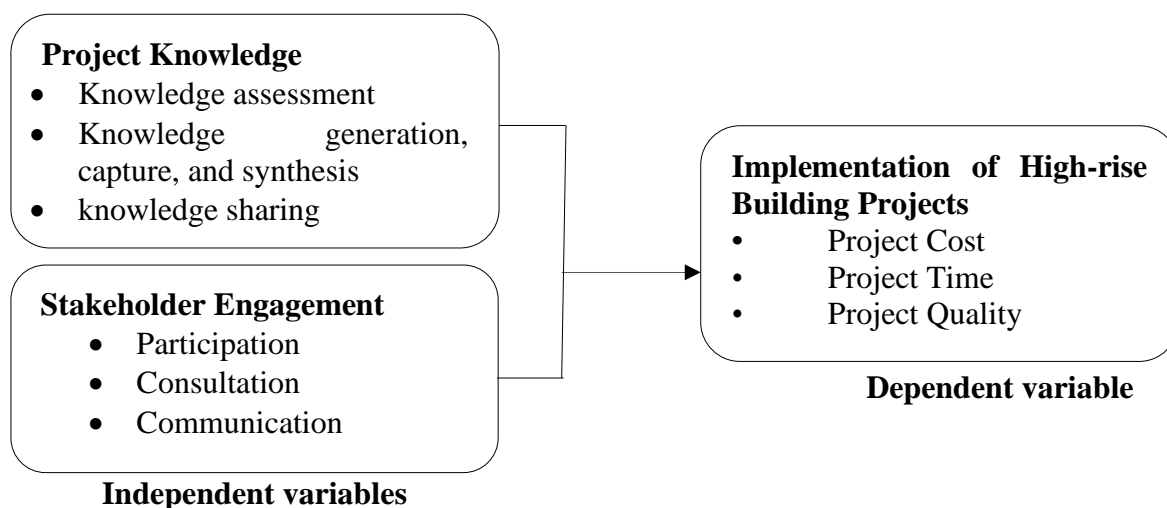 Project Knowledge
• Knowledge assessment
• Knowledge generation,
capture, and synthesis
• knowledge sharing
Stakeholder Engagement
• Participation
• Consultation
• Communication
Independent variables
Implementation of High-rise
Building Projects
• Project Cost
• Project Time
• Project Quality
Dependent variable